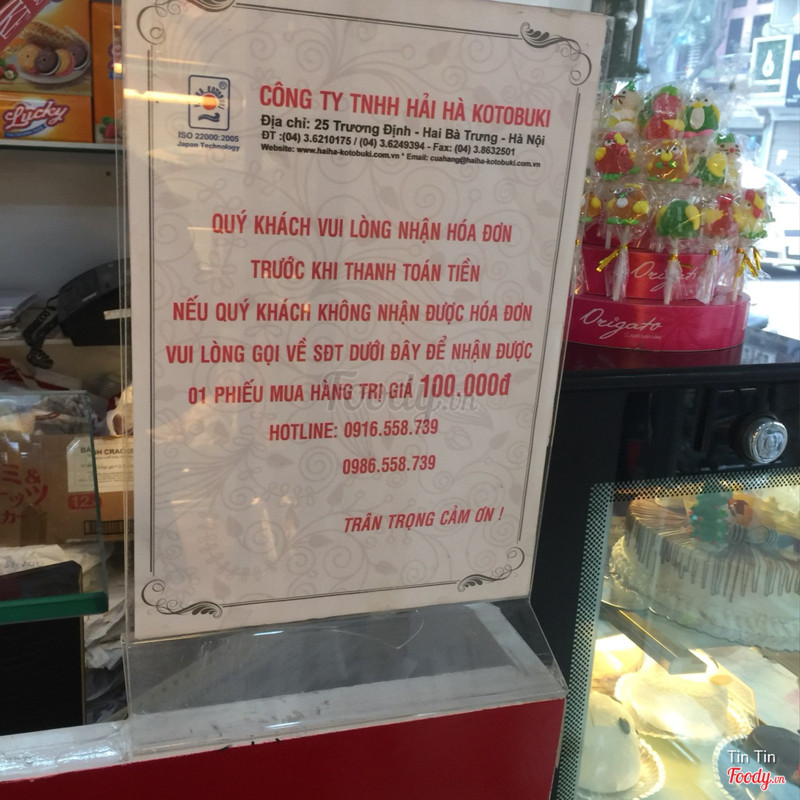 CÔNG TY TNHH HẢI HÀ KOTOBUKI
Địa chỉ: 25 Trương Định - Hai Bà Trưng - Hà Nội
ĐT :(04) 3.6210175 / (04) 3.6249394 - Fax: (04) 3.8632501
Website: www.haiha-kotobuki.com.vn * Email: cuahang@haiha-kotobuki.com.vn
ISO 22000:2005
Japan Technology
QUÝ KHÁCH VUI LÒNG NHẬN HÓA ĐƠN
TRƯỚC KHI THANH TOÁN TIỀN
NẾU QUÝ KHÁCH KHÔNG NHẬN ĐƯỢC HÓA ĐƠN
VUI LÒNG GỌI VỀ SĐT DƯỚI ĐÂY ĐỂ NHẬN ĐƯỢC
01 PHIẾU MUA HÀNG TRỊ GIÁ 100.000đ
HOTLINE: 0916.558.739
0986.558.739
TRÂN TRỌNG CẢM ƠN !
Lucky
Origato
Origato
Foody.vn
Tin Tin
Foody.vn